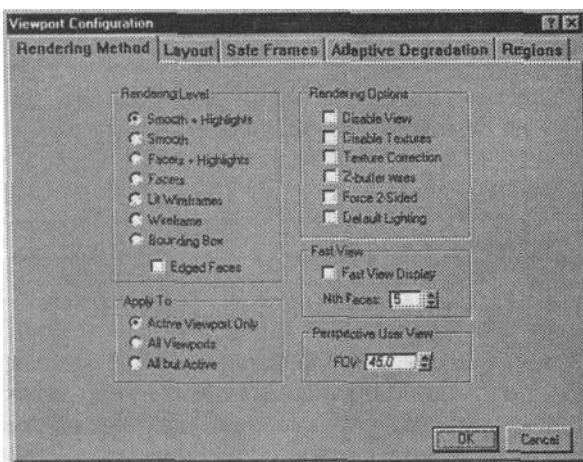 Viewport Configuration
Rendering Method Layout Safe Frames Adaptive Degradation Regions
Rendering Level
Smooth + Highlights
Smooth
Facets + Highlights
Facets
Lit Wireframes
Wireframe
Bounding Box
Edged Faces
Apply To
Active Viewport Only
All Viewports
All but Active
Rendering Options
Disable View
Disable Textures
Texture Correction
Z-buffer wires
Force 2-Sided
Default Lighting
Fast View
Fast View Display
Nth Faces: 5
Perspective User View
FOV: 45.0
OK Cancel